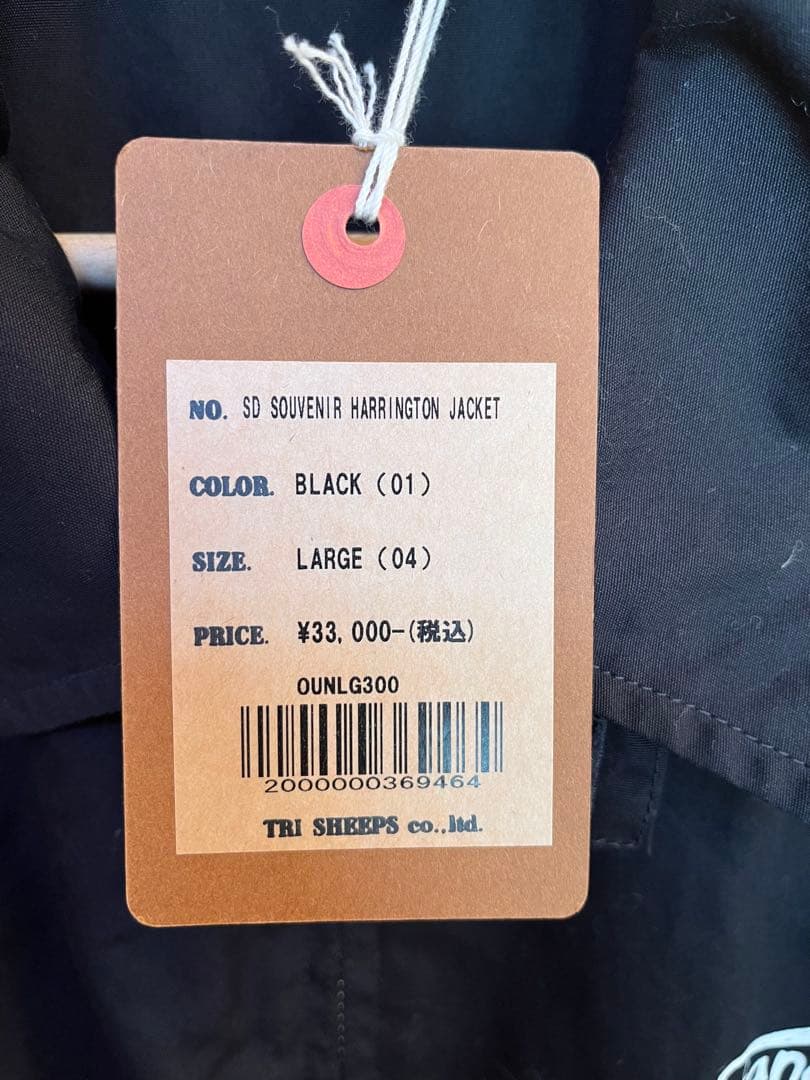 NO. SD SOUVENIR HARRINGTON JACKET
COLOR. BLACK (01)
SIZE. LARGE (04)
PRICE. ¥33,000-(税込)
OUNLG300
2000000369464
TRI SHEEPS co.,ltd.